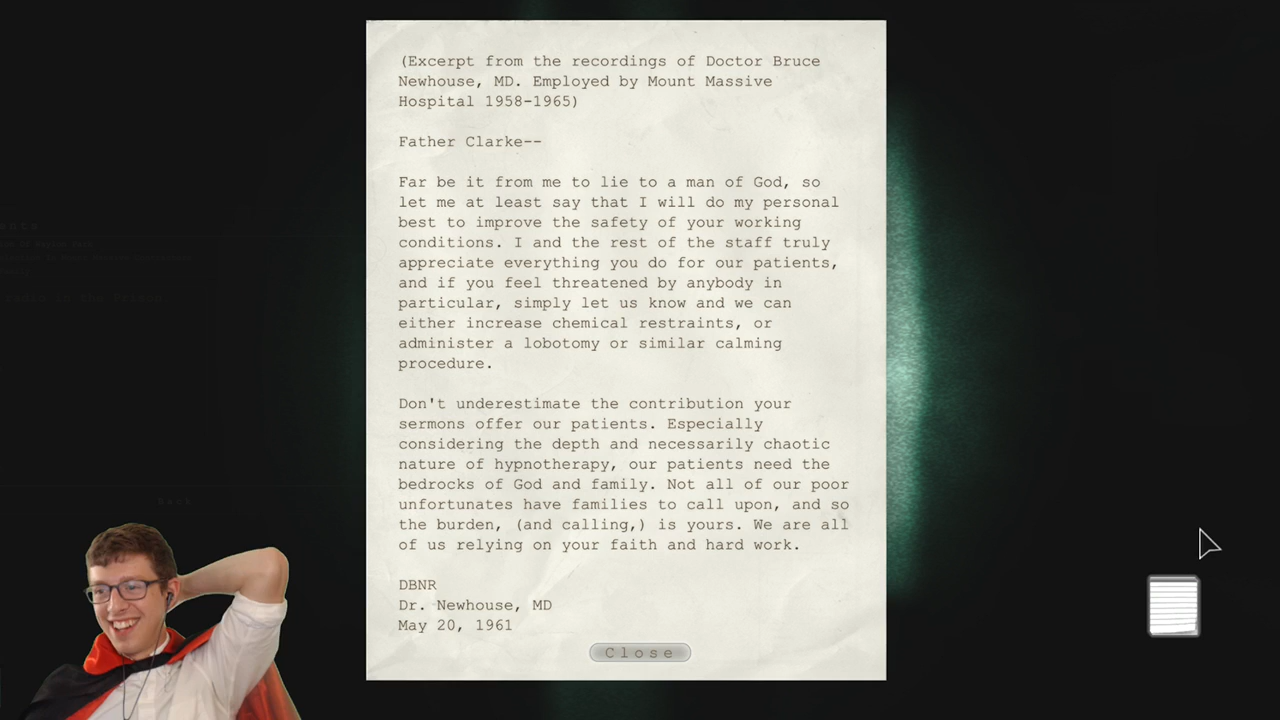 (Excerpt from the recordings of Doctor Bruce
Newhouse, MD. Employed by Mount Massive
Hospital 1958-1965)
Father Clarke--
Far be it from me to lie to a man of God, so
let me at least say that I will do my personal
best to improve the safety of your working
conditions. I and the rest of the staff truly
appreciate everything you do for our patients,
and if you feel threatened by anybody in
particular, simply let us know and we can
either increase chemical restraints, or
administer a lobotomy or similar calming
procedure.
Don't underestimate the contribution your
sermons offer our patients. Especially
considering the depth and necessarily chaotic
nature of hypnotherapy, our patients need the
bedrocks of God and family. Not all of our poor
unfortunates have families to call upon, and so
the burden, (and calling,) is yours. We are all
of us relying on your faith and hard work.
DBNR
Dr. Newhouse, MD
May 20, 1961
Close
radio in the Prison
Back